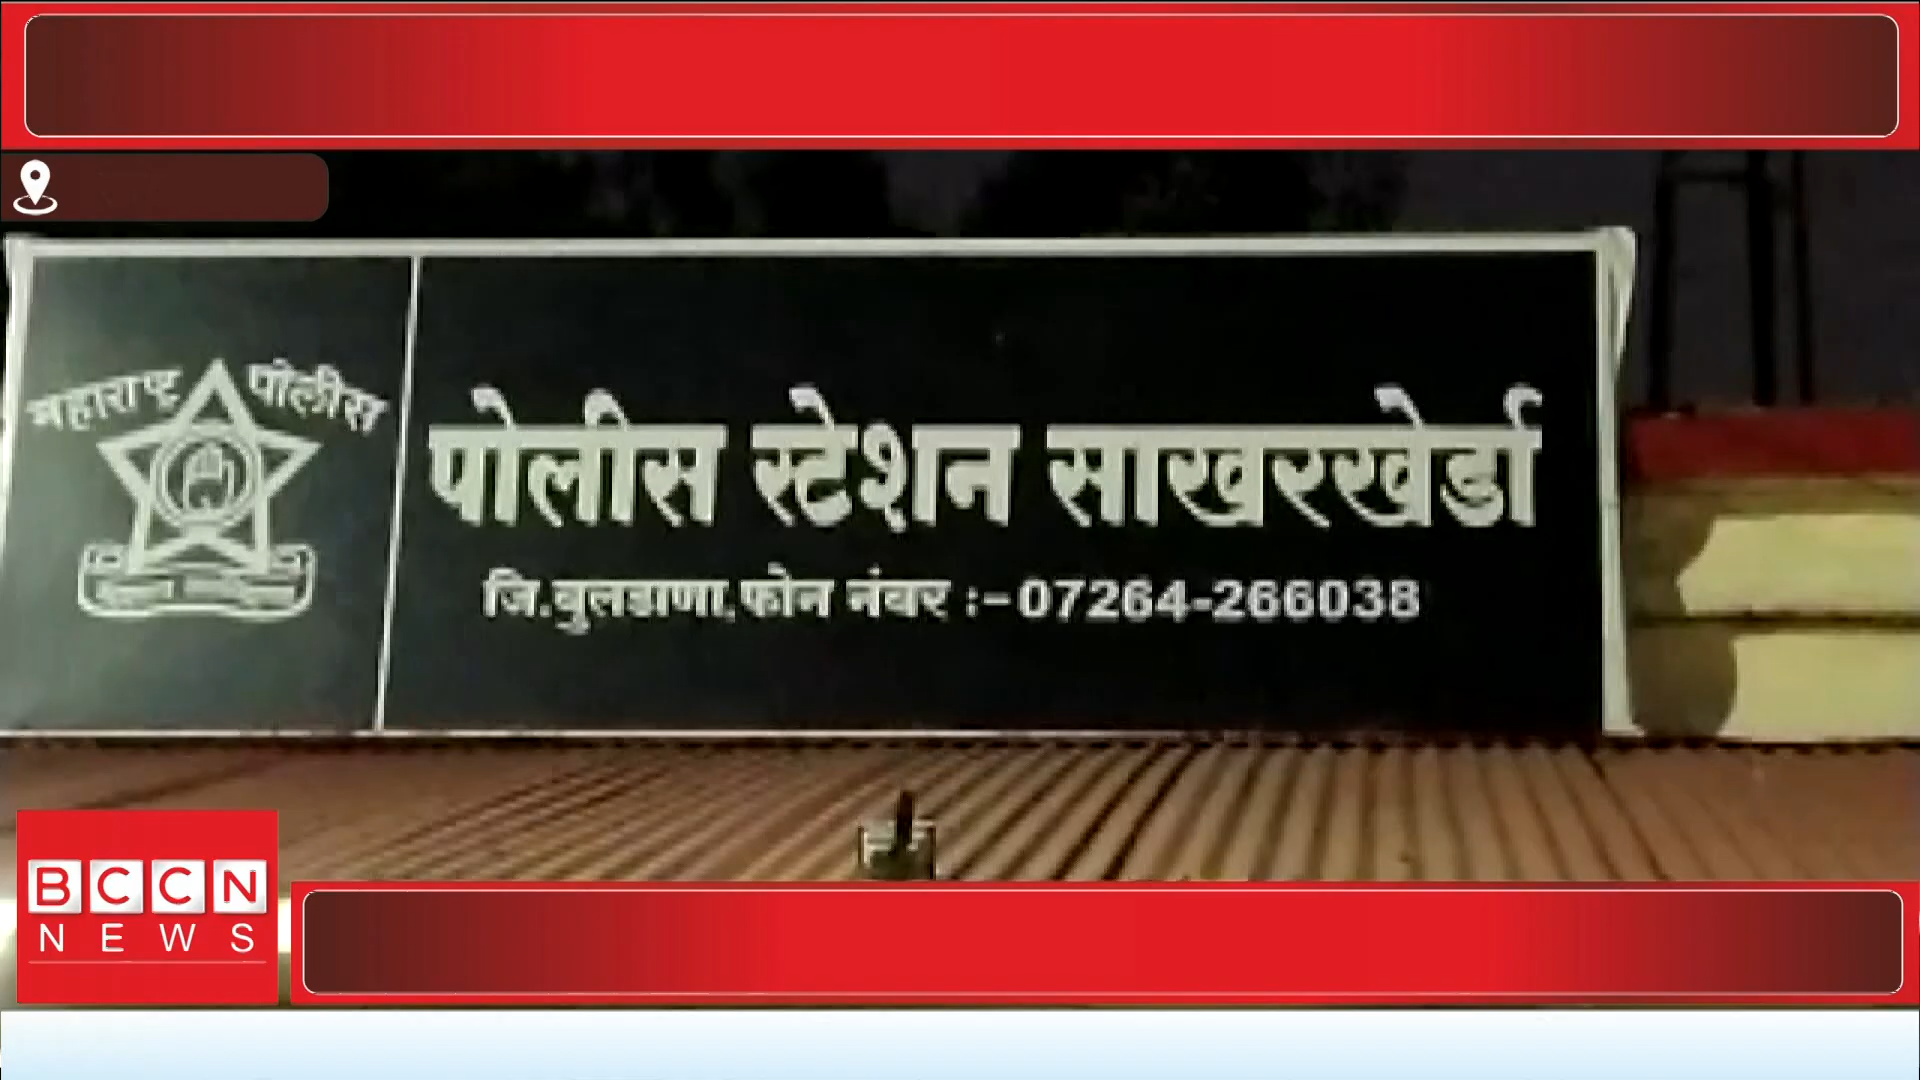 महाराष्ट्र पोलीस
पोलीस स्टेशन साखरखेर्डा
जि.बुलडाणा,फोन नंबर :-07264-266038
BCCN
NEWS